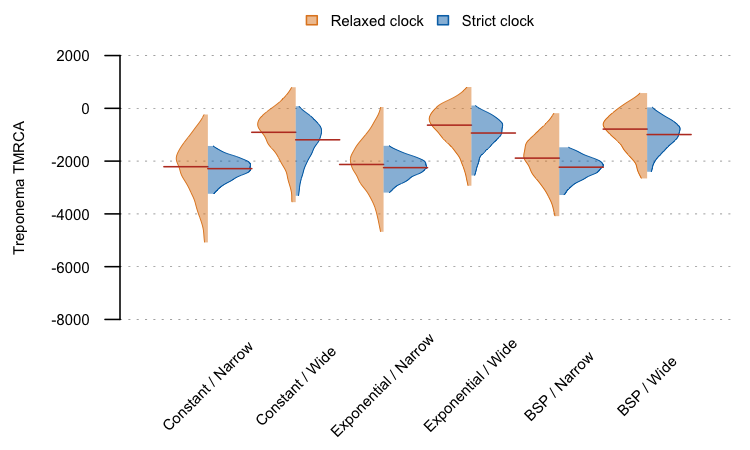 Relaxed clock Strict clock
2000
0
-2000
-4000
-6000
-8000
Treponema TMRCA
Constant / Narrow
Constant / Wide
Exponential / Narrow
Exponential / Wide
BSP / Narrow
BSP / Wide